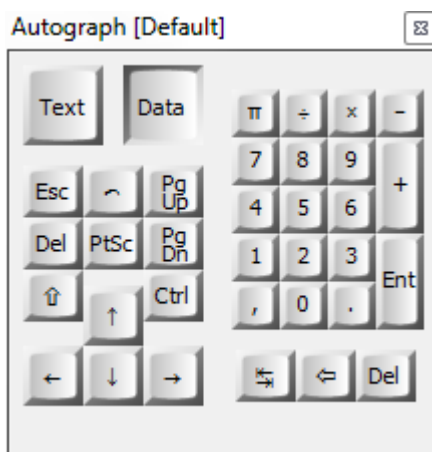 Autograph [Default]
Text Data
π ÷ × −
7 8 9 +
Esc ⤺ Pg Up
4 5 6
Del PtSc Pg Dn
1 2 3 Ent
⇧ ↑ Ctrl
, 0 .
← ↓ →
↹ ⇦ Del